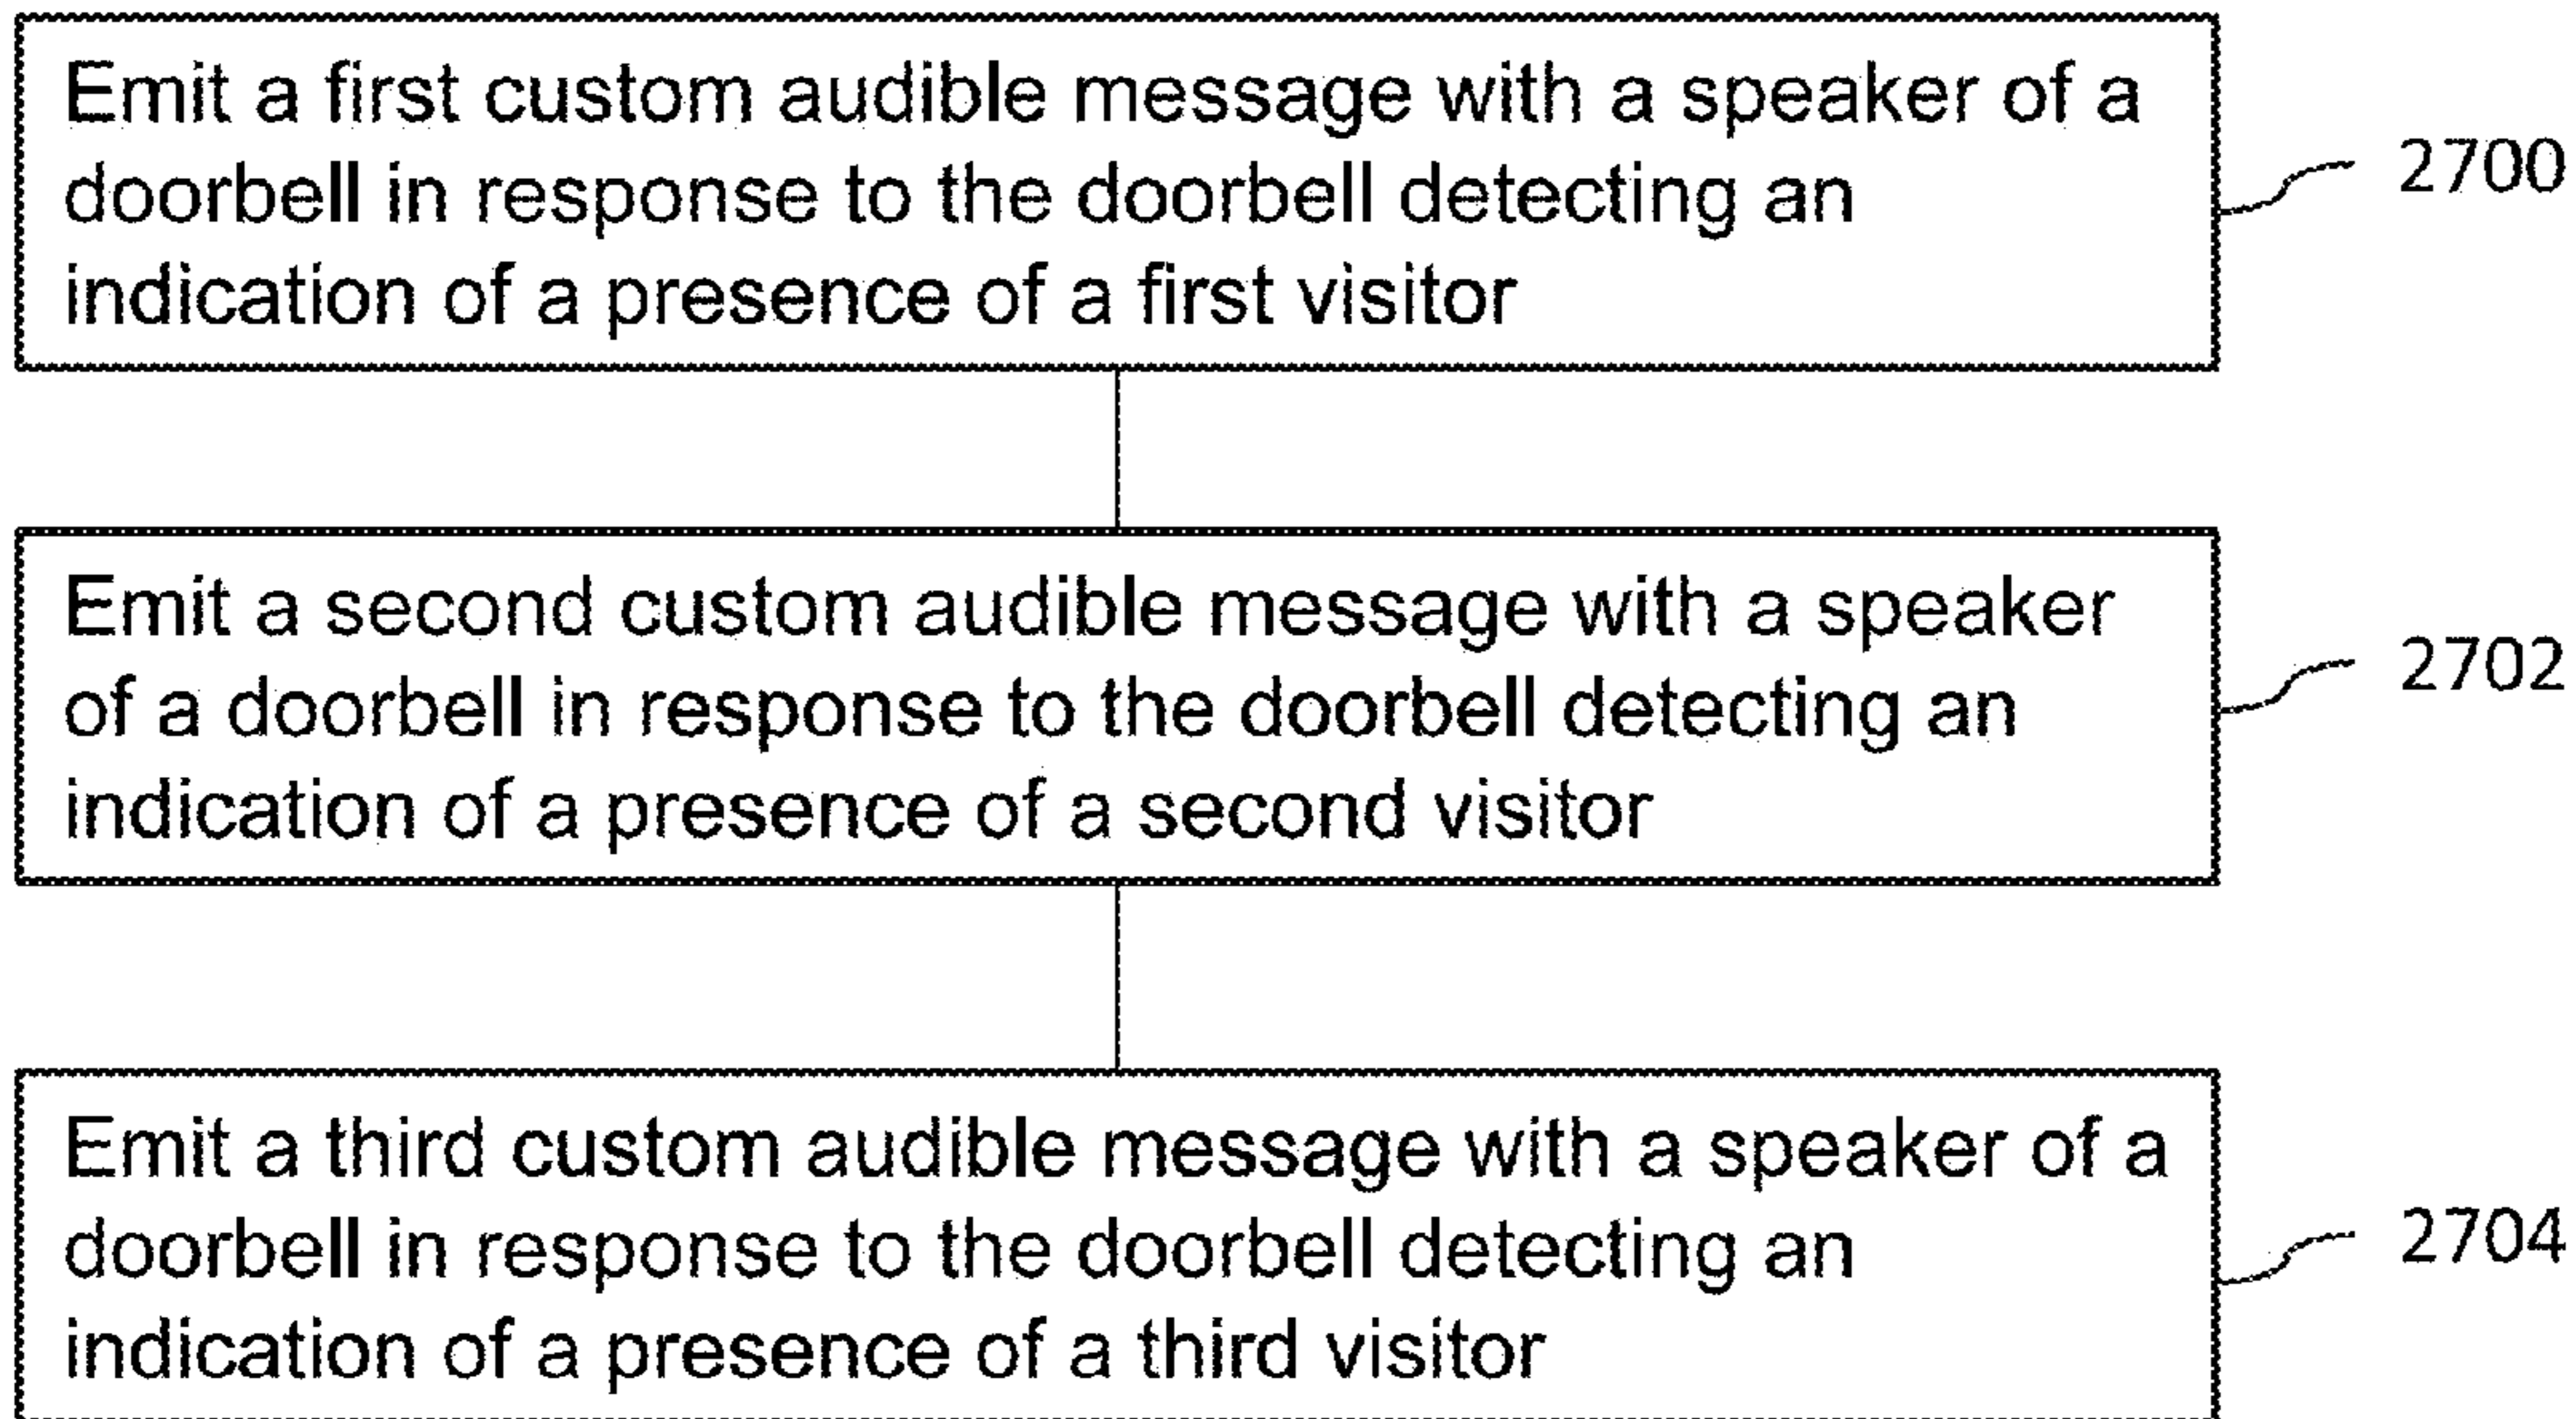 Emit a first custom audible message with a speaker of a
doorbell in response to the doorbell detecting an
indication of a presence of a first visitor
2700
Emit a second custom audible message with a speaker
of a doorbell in response to the doorbell detecting an
indication of a presence of a second visitor
2702
Emit a third custom audible message with a speaker of a
doorbell in response to the doorbell detecting an
indication of a presence of a third visitor
2704